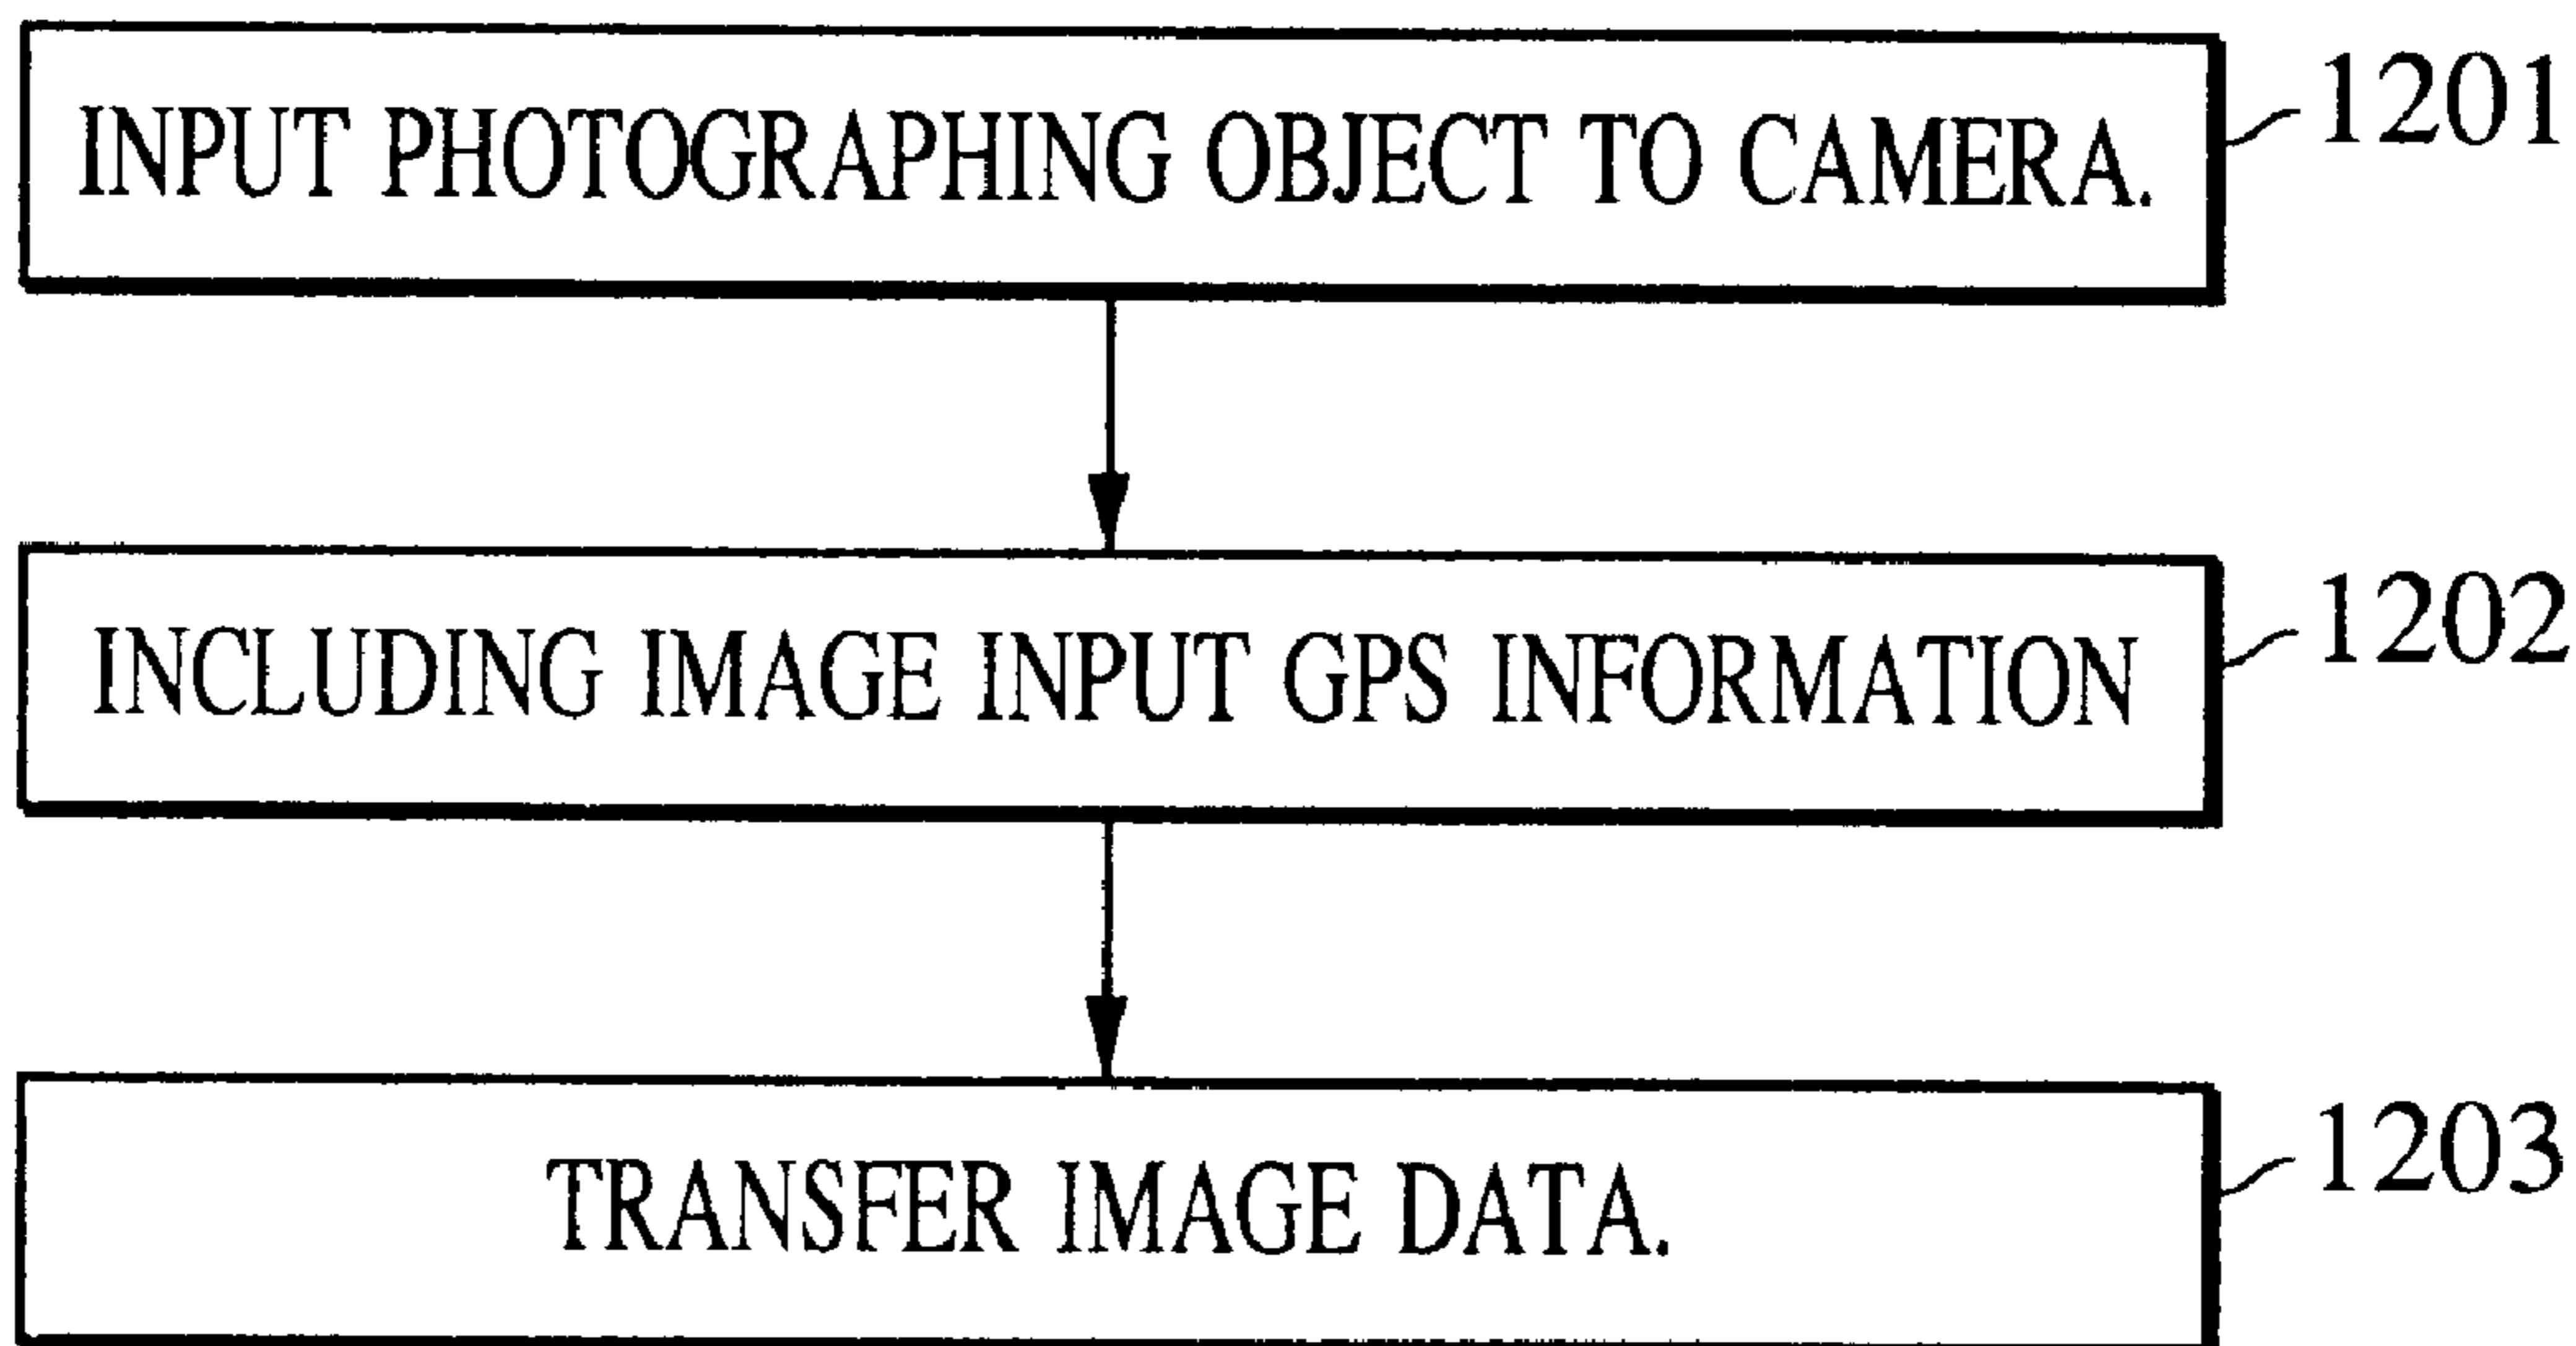 INPUT PHOTOGRAPHING OBJECT TO CAMERA.
1201
INCLUDING IMAGE INPUT GPS INFORMATION
1202
TRANSFER IMAGE DATA.
1203